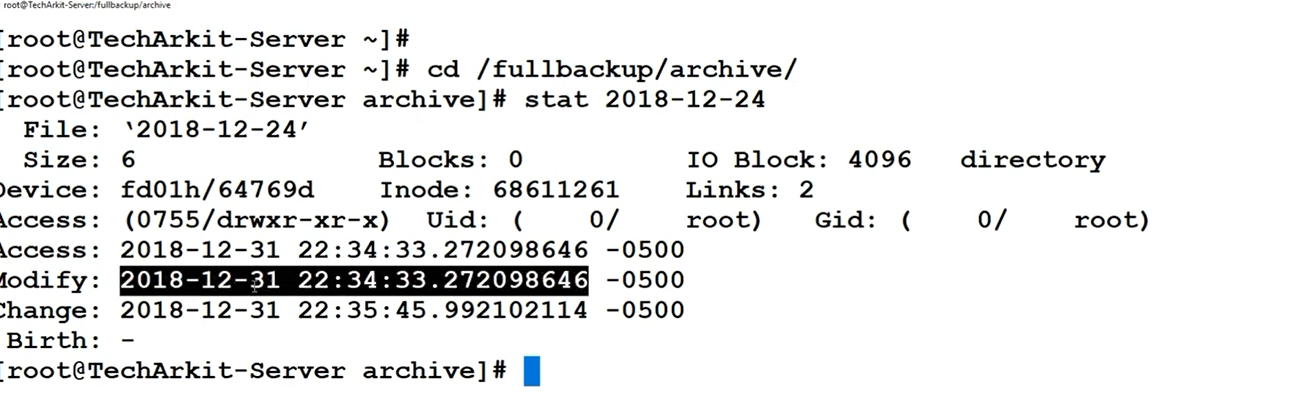 root@TechArkit-Server:/fullbackup/archive
[root@TechArkit-Server ~]#
[root@TechArkit-Server ~]# cd /fullbackup/archive/
[root@TechArkit-Server archive]# stat 2018-12-24
  File: ‘2018-12-24’
  Size: 6               Blocks: 0          IO Block: 4096   directory
Device: fd01h/64769d    Inode: 68611261    Links: 2
Access: (0755/drwxr-xr-x)  Uid: (    0/    root)   Gid: (    0/    root)
Access: 2018-12-31 22:34:33.272098646 -0500
Modify: 2018-12-31 22:34:33.272098646 -0500
Change: 2018-12-31 22:35:45.992102114 -0500
 Birth: -
[root@TechArkit-Server archive]#